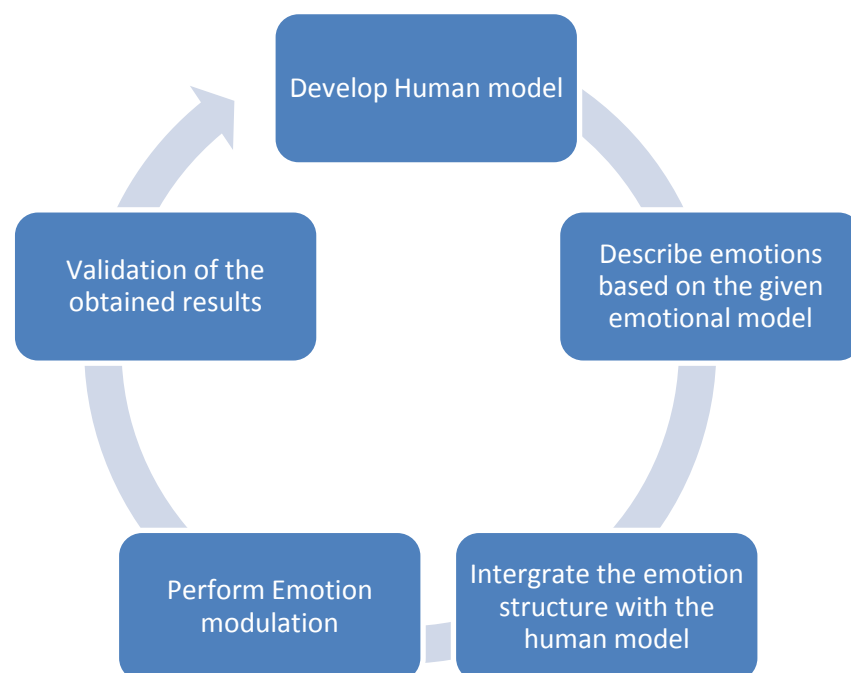 Develop Human model
Describe emotions
based on the given
emotional model
Intergrate the emotion
structure with the
human model
Perform Emotion
modulation
Validation of the
obtained results